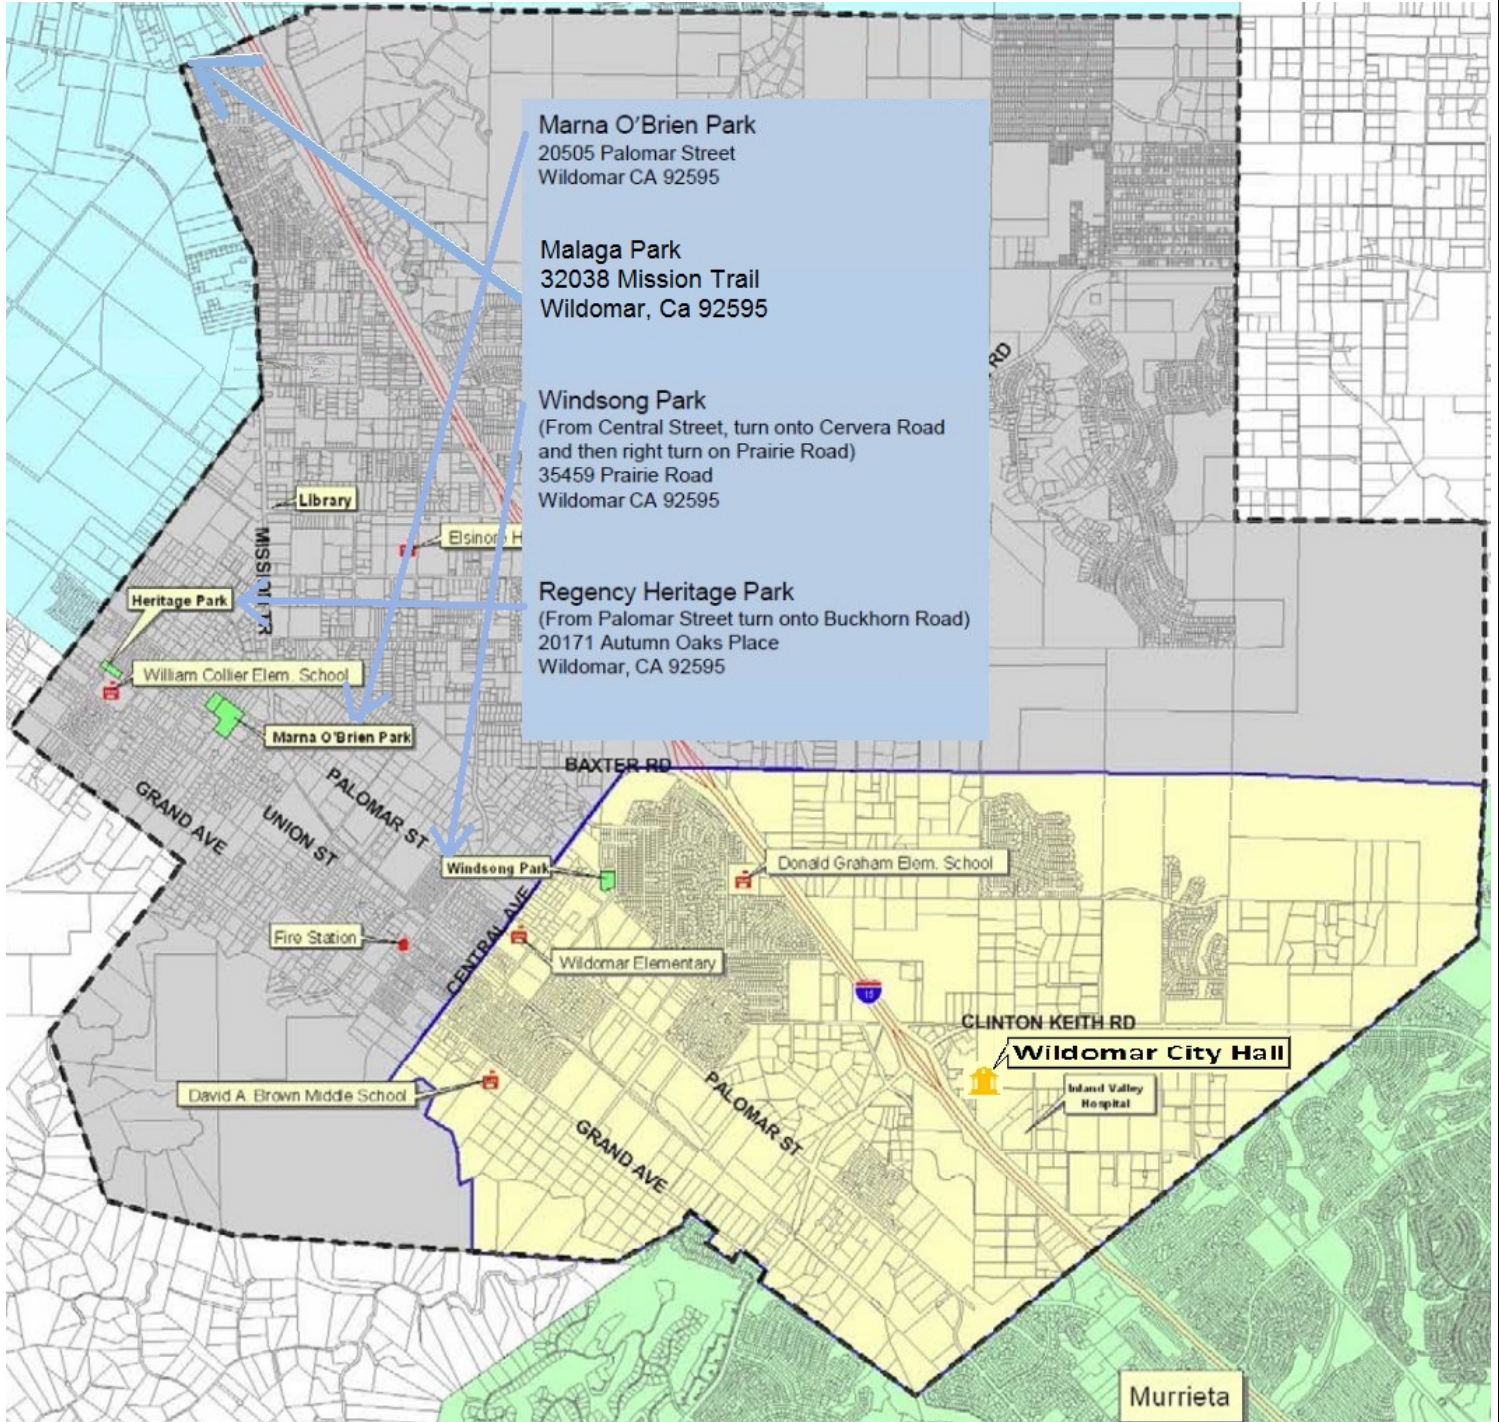 Marna O'Brien Park
20505 Palomar Street
Wildomar CA 92595
Malaga Park
32038 Mission Trail
Wildomar, Ca 92595
Windsong Park
(From Central Street, turn onto Cervera Road
and then right turn on Prairie Road)
35459 Prairie Road
Wildomar CA 92595
Regency Heritage Park
(From Palomar Street turn onto Buckhorn Road)
20171 Autumn Oaks Place
Wildomar, CA 92595
RD
Library
Elsinore H
MISSION TR
Heritage Park
William Collier Elem. School
Marna O'Brien Park
BAXTER RD
PALOMAR ST
GRAND AVE
UNION ST
Windsong Park
Donald Graham Elem. School
CENTRAL AVE
Fire Station
Wildomar Elementary
15
CLINTON KEITH RD
Wildomar City Hall
Inland Valley
Hospital
David A. Brown Middle School
PALOMAR ST
GRAND AVE
Murrieta